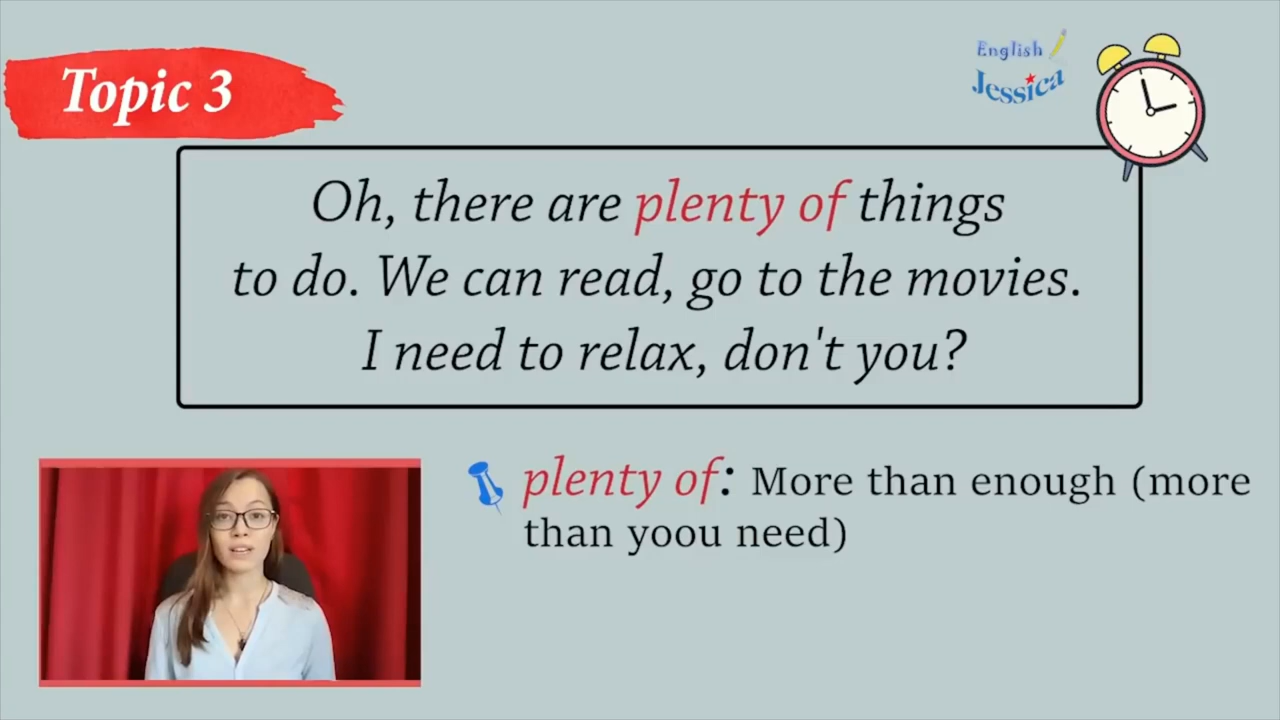 Topic 3
English
Jessica
Oh, there are plenty of things
to do. We can read, go to the movies.
I need to relax, don't you?
plenty of: More than enough (more
than yoou need)